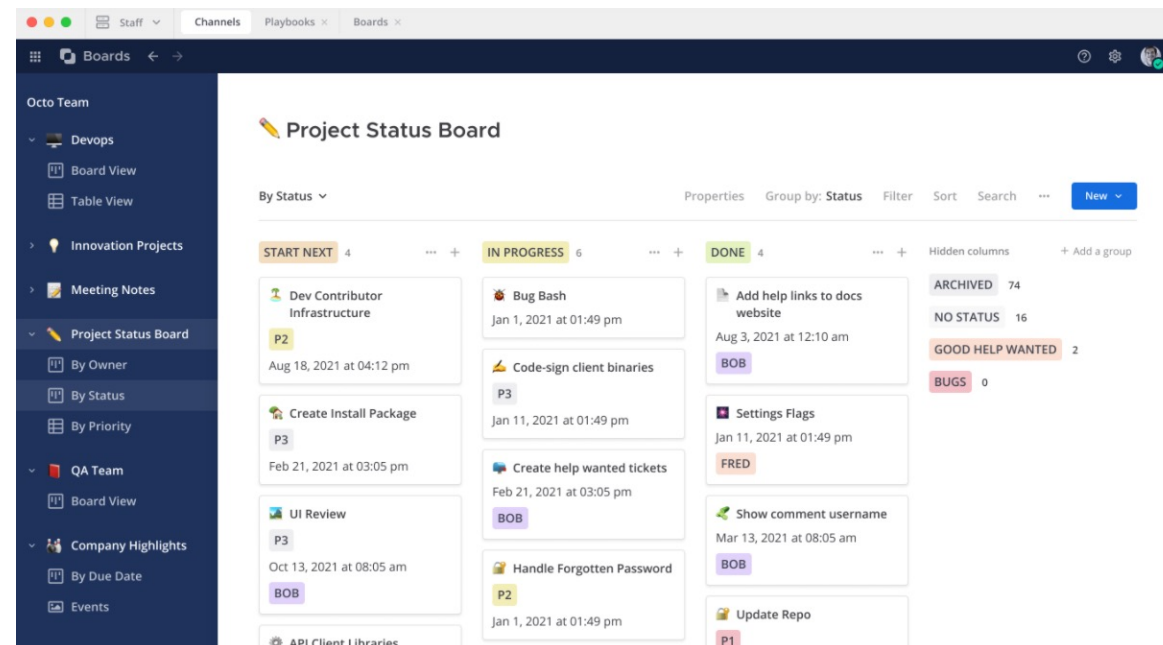 Staff
Channels
Playbooks ×
Boards ×
Boards
Octo Team
Devops
Board View
Table View
Innovation Projects
Meeting Notes
Project Status Board
By Owner
By Status
By Priority
QA Team
Board View
Company Highlights
By Due Date
Events
Project Status Board
By Status
Properties
Group by: Status
Filter
Sort
Search
New
START NEXT 4
Dev Contributor
Infrastructure
P2
Aug 18, 2021 at 04:12 pm
Create Install Package
P3
Feb 21, 2021 at 03:05 pm
UI Review
P3
Oct 13, 2021 at 08:05 am
BOB
API Client Libraries
IN PROGRESS 6
Bug Bash
Jan 1, 2021 at 01:49 pm
Code-sign client binaries
P3
Jan 11, 2021 at 01:49 pm
Create help wanted tickets
Feb 21, 2021 at 03:05 pm
BOB
Handle Forgotten Password
P2
Jan 1, 2021 at 01:49 pm
DONE 4
Add help links to docs
website
Aug 3, 2021 at 12:10 am
BOB
Settings Flags
Jan 11, 2021 at 01:49 pm
FRED
Show comment username
Mar 13, 2021 at 08:05 am
BOB
Update Repo
P1
Hidden columns
+ Add a group
ARCHIVED 74
NO STATUS 16
GOOD HELP WANTED 2
BUGS 0